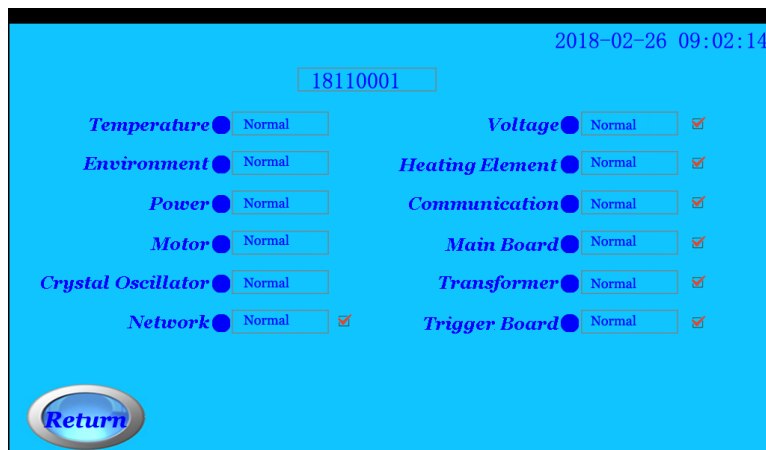 2018-02-26 09:02:14
18110001
Temperature Normal Voltage Normal
Environment Normal Heating Element Normal
Power Normal Communication Normal
Motor Normal Main Board Normal
Crystal Oscillator Normal Transformer Normal
Network Normal Trigger Board Normal
Return